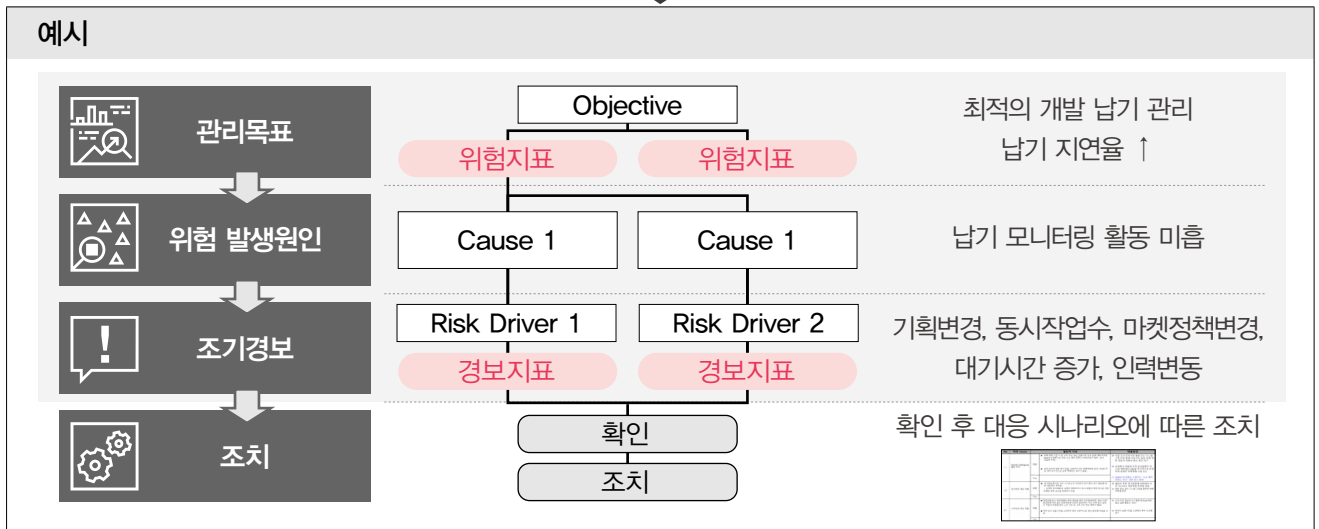 예시
관리목표
Objective
위험지표 위험지표
최적의 개발 납기 관리
납기 지연율 ↑
위험 발생원인
Cause 1 Cause 1
납기 모니터링 활동 미흡
조기경보
Risk Driver 1 Risk Driver 2
경보지표 경보지표
기획변경, 동시작업수, 마켓정책변경,
대기시간 증가, 인력변동
조치
확인
조치
확인 후 대응 시나리오에 따른 조치